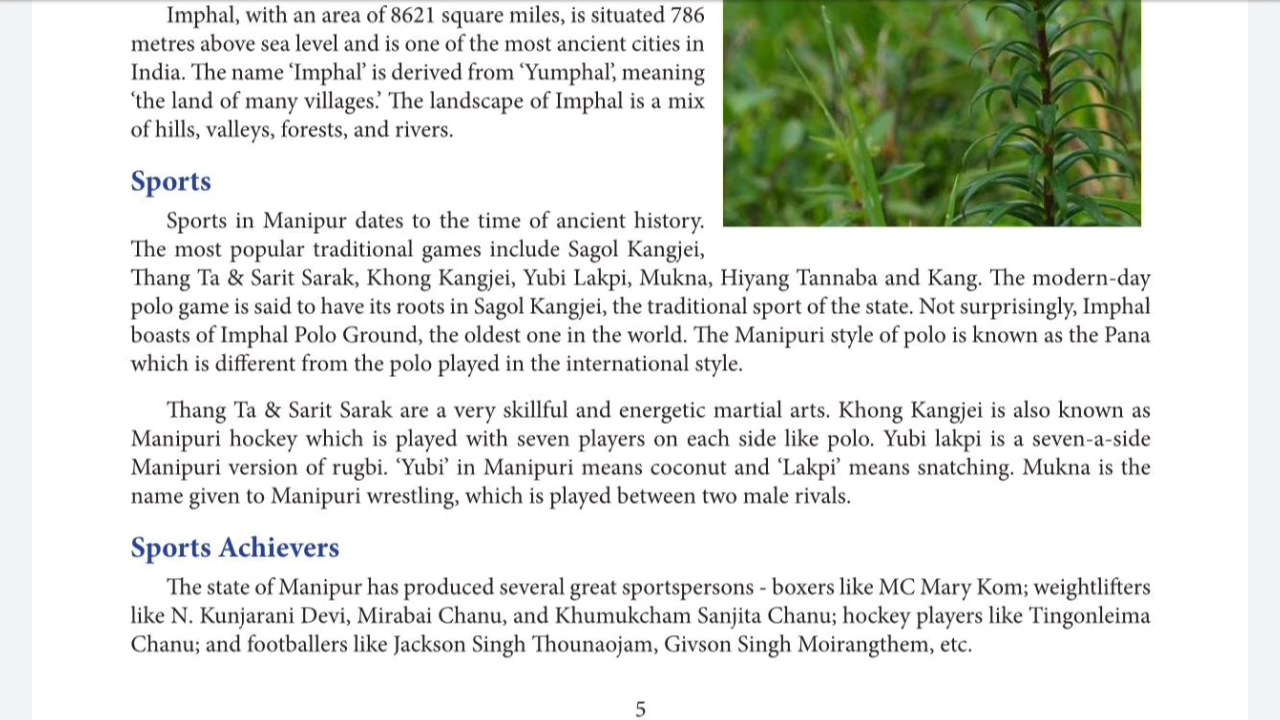 Imphal, with an area of 8621 square miles, is situated 786
metres above sea level and is one of the most ancient cities in
India. The name ‘Imphal’ is derived from ‘Yumphal’, meaning
‘the land of many villages.’ The landscape of Imphal is a mix
of hills, valleys, forests, and rivers.
Sports
Sports in Manipur dates to the time of ancient history.
The most popular traditional games include Sagol Kangjei,
Thang Ta & Sarit Sarak, Khong Kangjei, Yubi Lakpi, Mukna, Hiyang Tannaba and Kang. The modern-day
polo game is said to have its roots in Sagol Kangjei, the traditional sport of the state. Not surprisingly, Imphal
boasts of Imphal Polo Ground, the oldest one in the world. The Manipuri style of polo is known as the Pana
which is different from the polo played in the international style.
Thang Ta & Sarit Sarak are a very skillful and energetic martial arts. Khong Kangjei is also known as
Manipuri hockey which is played with seven players on each side like polo. Yubi lakpi is a seven-a-side
Manipuri version of rugbi. ‘Yubi’ in Manipuri means coconut and ‘Lakpi’ means snatching. Mukna is the
name given to Manipuri wrestling, which is played between two male rivals.
Sports Achievers
The state of Manipur has produced several great sportspersons - boxers like MC Mary Kom; weightlifters
like N. Kunjarani Devi, Mirabai Chanu, and Khumukcham Sanjita Chanu; hockey players like Tingonleima
Chanu; and footballers like Jackson Singh Thounaojam, Givson Singh Moirangthem, etc.
5